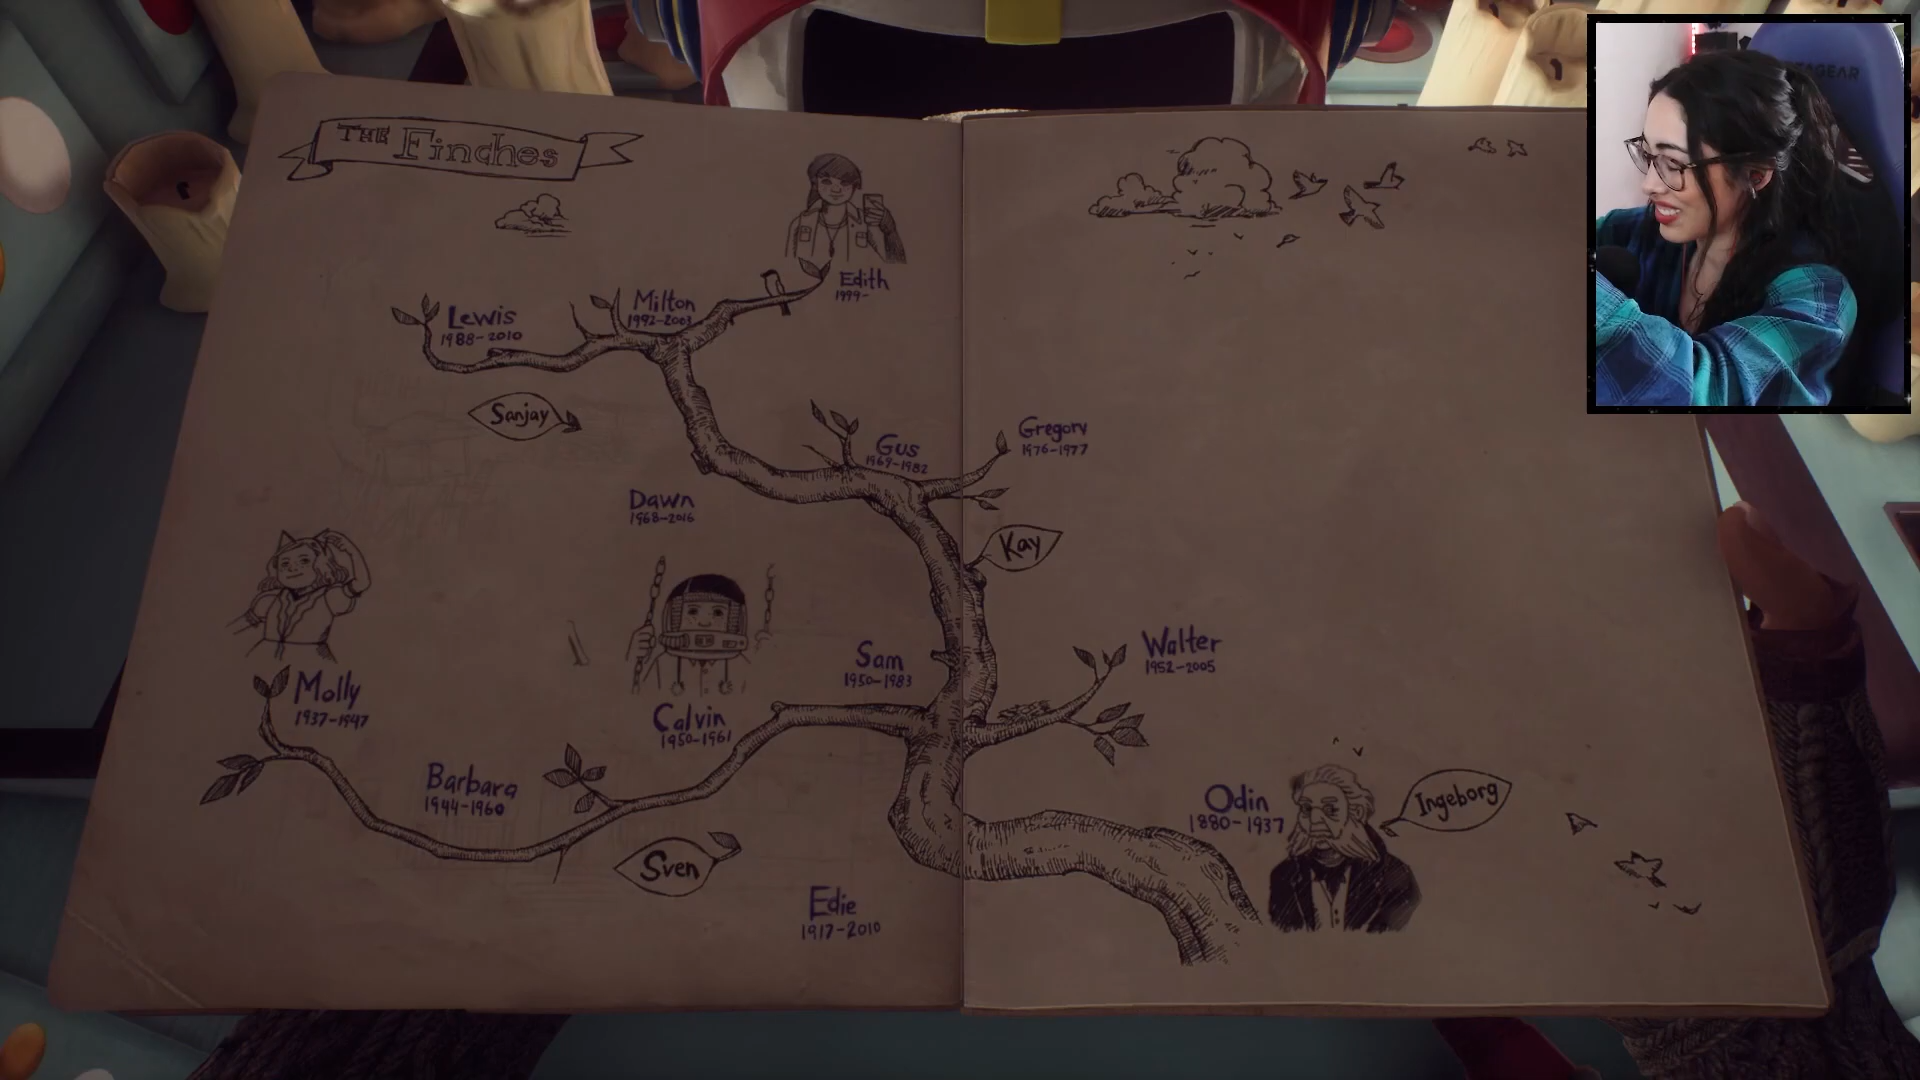 THE Finches
Edith
1999-
Lewis
1988-2010
Milton
1992-2003
Sanjay
Gus
1969-1982
Gregory
1976-1977
Dawn
1968-2016
Kay
Sam
1950-1983
Walter
1952-2005
Molly
1937-1947
Calvin
1950-1961
Barbara
1944-1960
Sven
Odin
1880-1937
Ingeborg
Edie
1917-2010